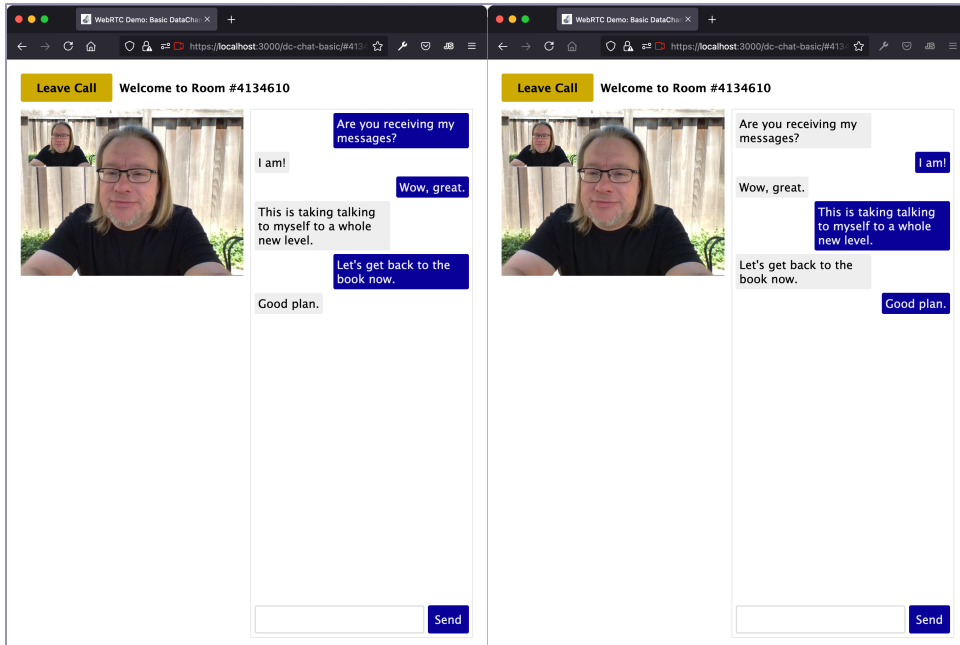 WebRTC Demo: Basic DataChan
https://localhost:3000/dc-chat-basic/#4134
Leave Call
Welcome to Room #4134610
Are you receiving my
messages?
I am!
Wow, great.
This is taking talking
to myself to a whole
new level.
Let's get back to the
book now.
Good plan.
Send
WebRTC Demo: Basic DataChan
https://localhost:3000/dc-chat-basic/#4134
Leave Call
Welcome to Room #4134610
Are you receiving my
messages?
I am!
Wow, great.
This is taking talking
to myself to a whole
new level.
Let's get back to the
book now.
Good plan.
Send